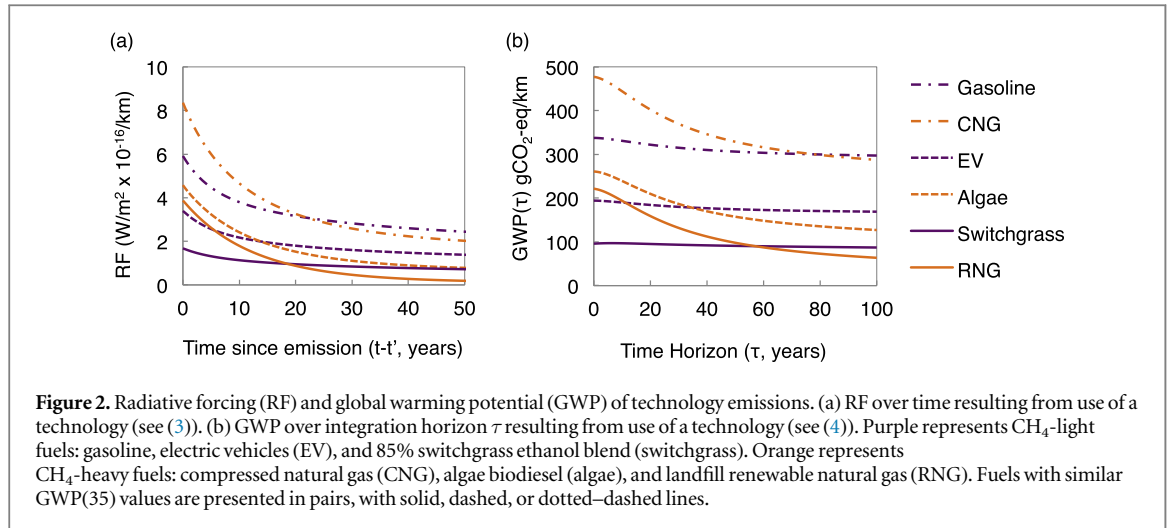 (a)
10
8
6
4
2
0
RF (W/m² x 10⁻¹⁶/km)
0 10 20 30 40 50
Time since emission (t-t', years)
(b)
500
400
300
200
100
0
GWP(τ) gCO₂-eq/km
0 20 40 60 80 100
Time Horizon (τ, years)
Gasoline
CNG
EV
Algae
Switchgrass
RNG
Figure 2. Radiative forcing (RF) and global warming potential (GWP) of technology emissions. (a) RF over time resulting from use of a
technology (see (3)). (b) GWP over integration horizon τ resulting from use of a technology (see (4)). Purple represents CH₄-light
fuels: gasoline, electric vehicles (EV), and 85% switchgrass ethanol blend (switchgrass). Orange represents
CH₄-heavy fuels: compressed natural gas (CNG), algae biodiesel (algae), and landfill renewable natural gas (RNG). Fuels with similar
GWP(35) values are presented in pairs, with solid, dashed, or dotted–dashed lines.